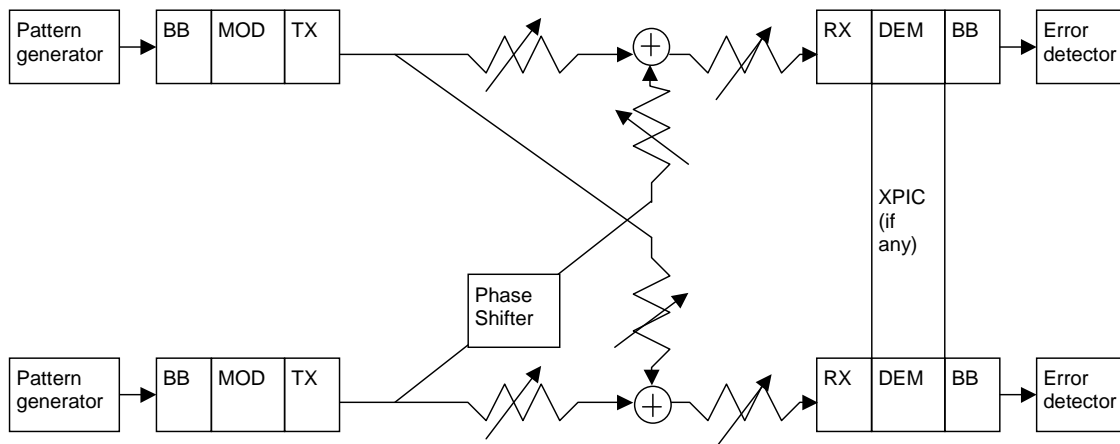 Pattern
generator
BB
MOD
TX
RX
DEM
BB
Error
detector
XPIC
(if
any)
Phase
Shifter
Pattern
generator
BB
MOD
TX
RX
DEM
BB
Error
detector